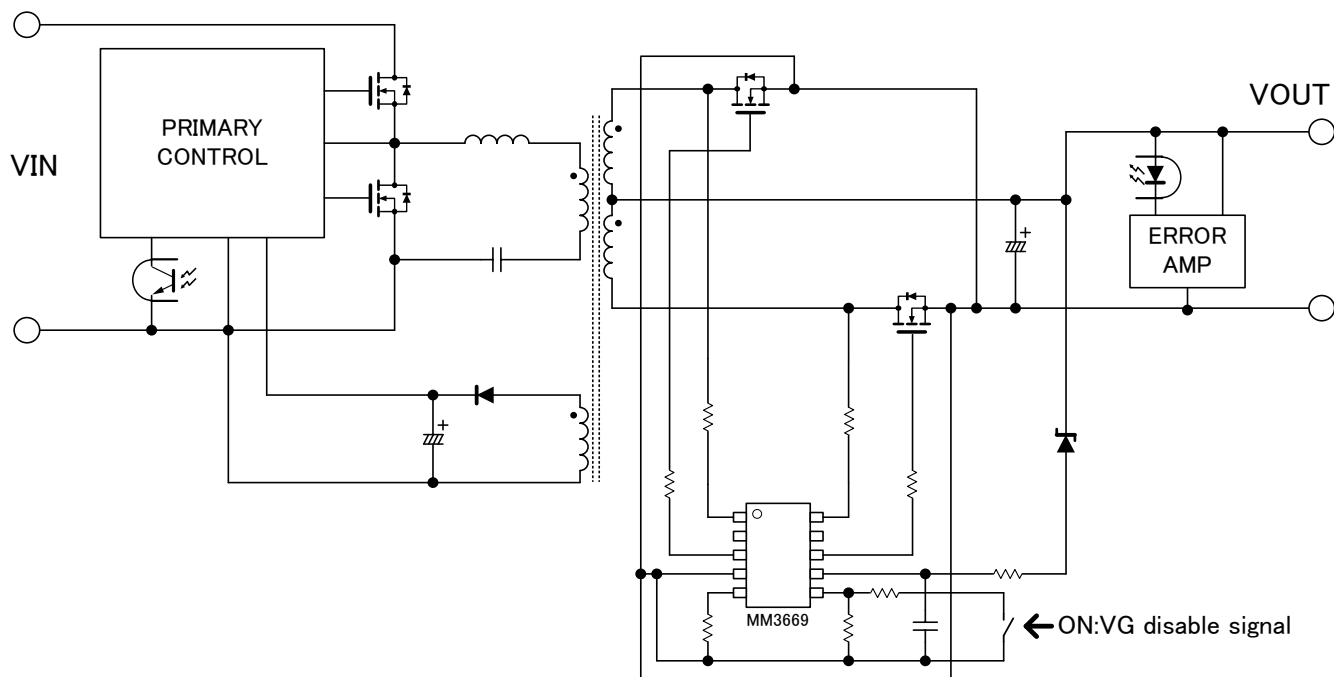 VIN
PRIMARY
CONTROL
VOUT
ERROR
AMP
+
+
MM3669
ON:VG disable signal